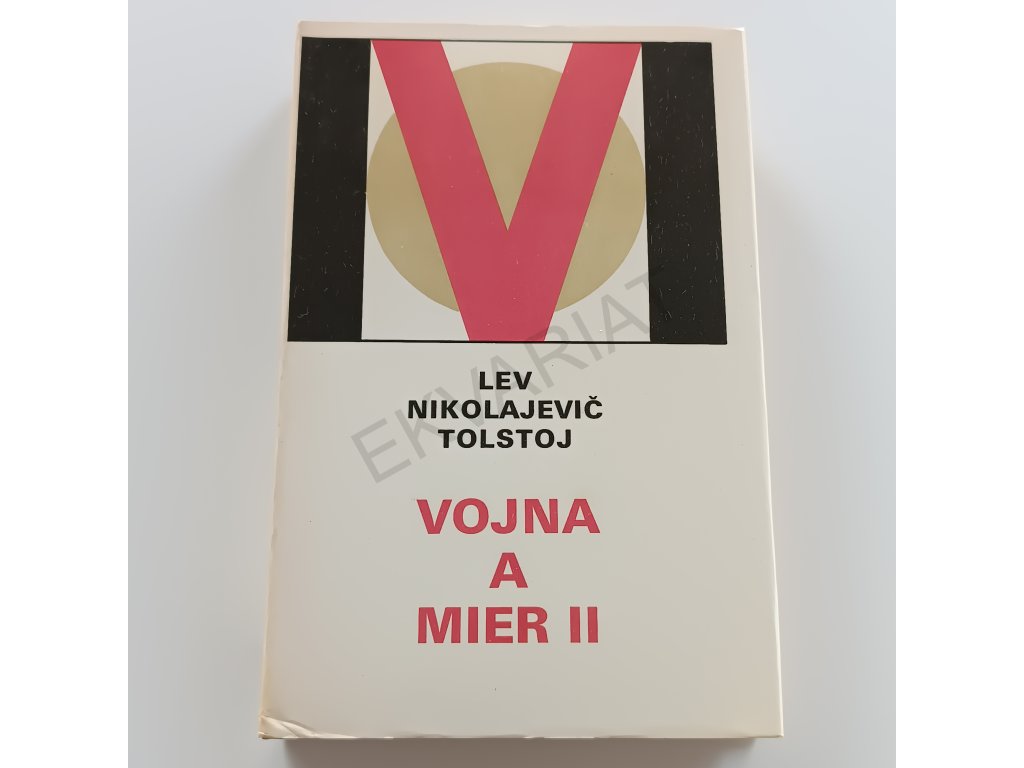 V
LEV
NIKOLAJEVIČ
TOLSTOJ
VOJNA
A
MIER II
EKVARIAT